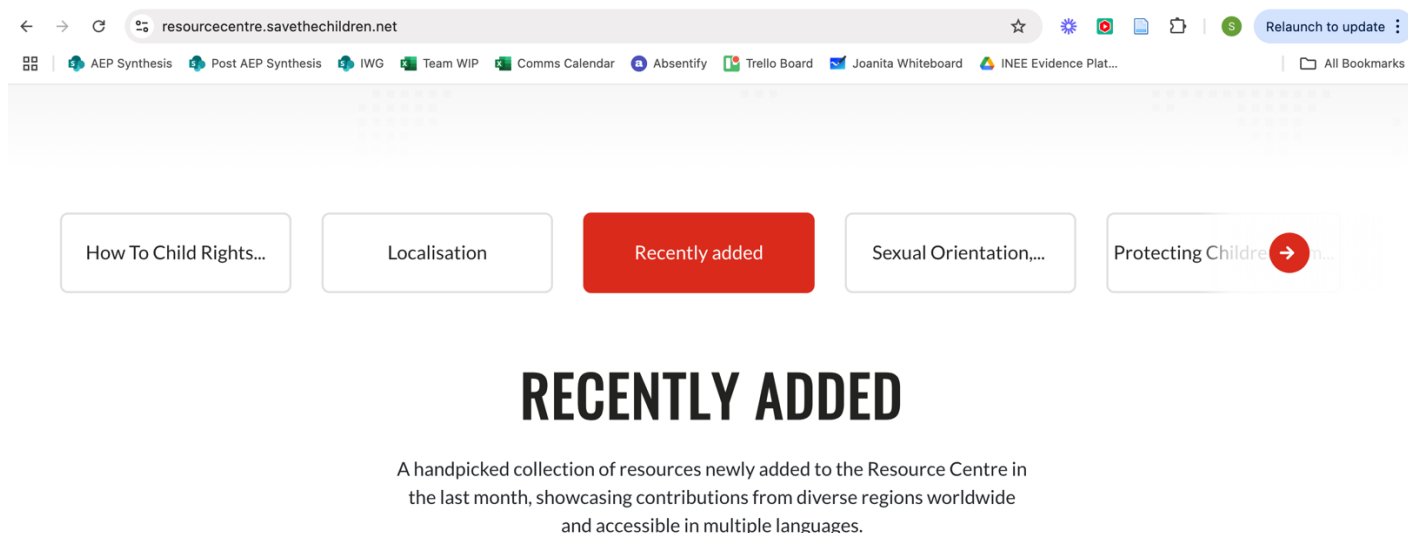 resourcecentre.savethechildren.net
S
Relaunch to update
AEP Synthesis Post AEP Synthesis IWG Team WIP Comms Calendar Absentify Trello Board Joanita Whiteboard INEE Evidence Plat... All Bookmarks
How To Child Rights... Localisation Recently added Sexual Orientation,... Protecting Childre
RECENTLY ADDED
A handpicked collection of resources newly added to the Resource Centre in
the last month, showcasing contributions from diverse regions worldwide
and accessible in multiple languages.